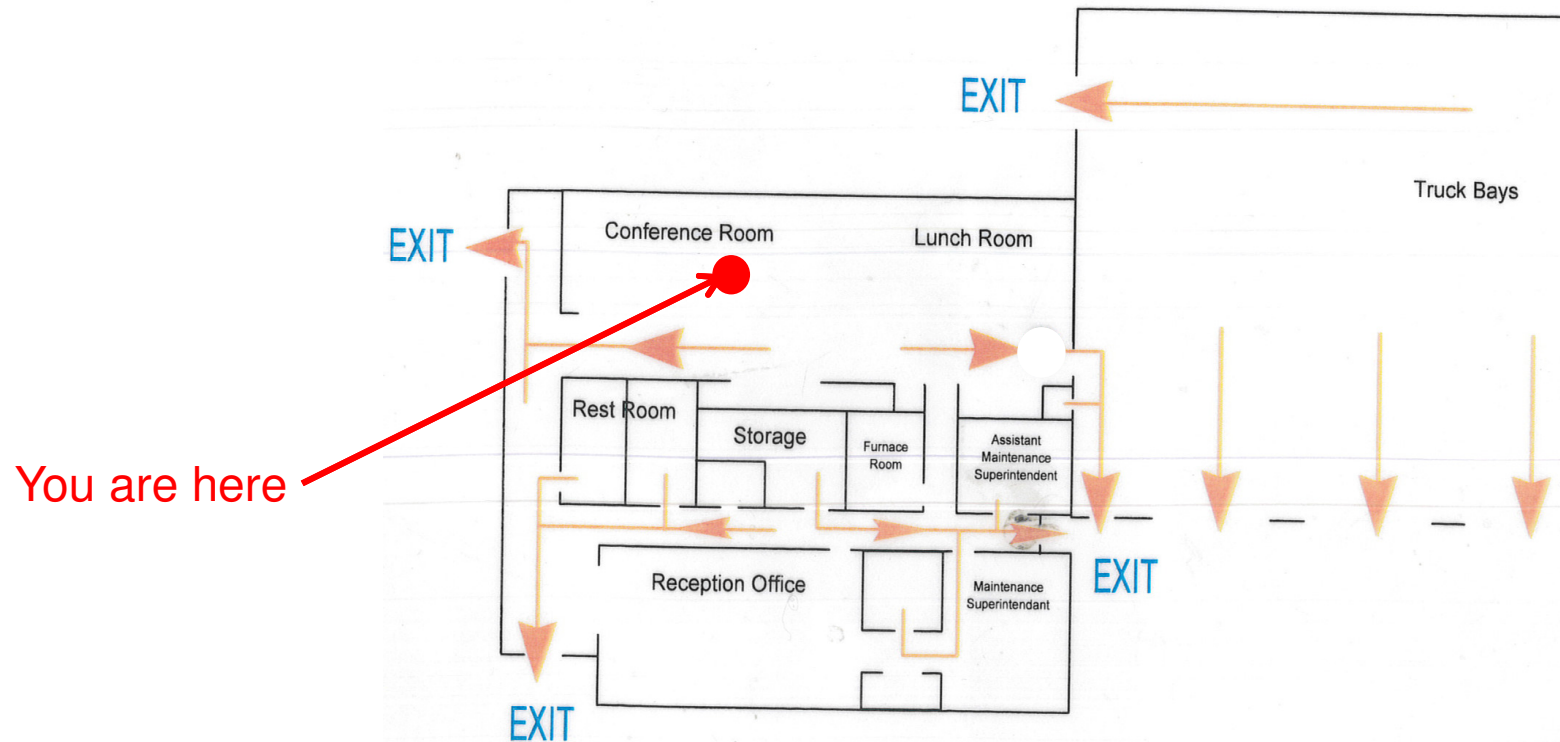 EXIT
Truck Bays
Conference Room
Lunch Room
EXIT
Rest Room
Storage
Furnace
Room
Assistant
Maintenance
Superintendent
You are here
Reception Office
Maintenance
Superintendant
EXIT
EXIT